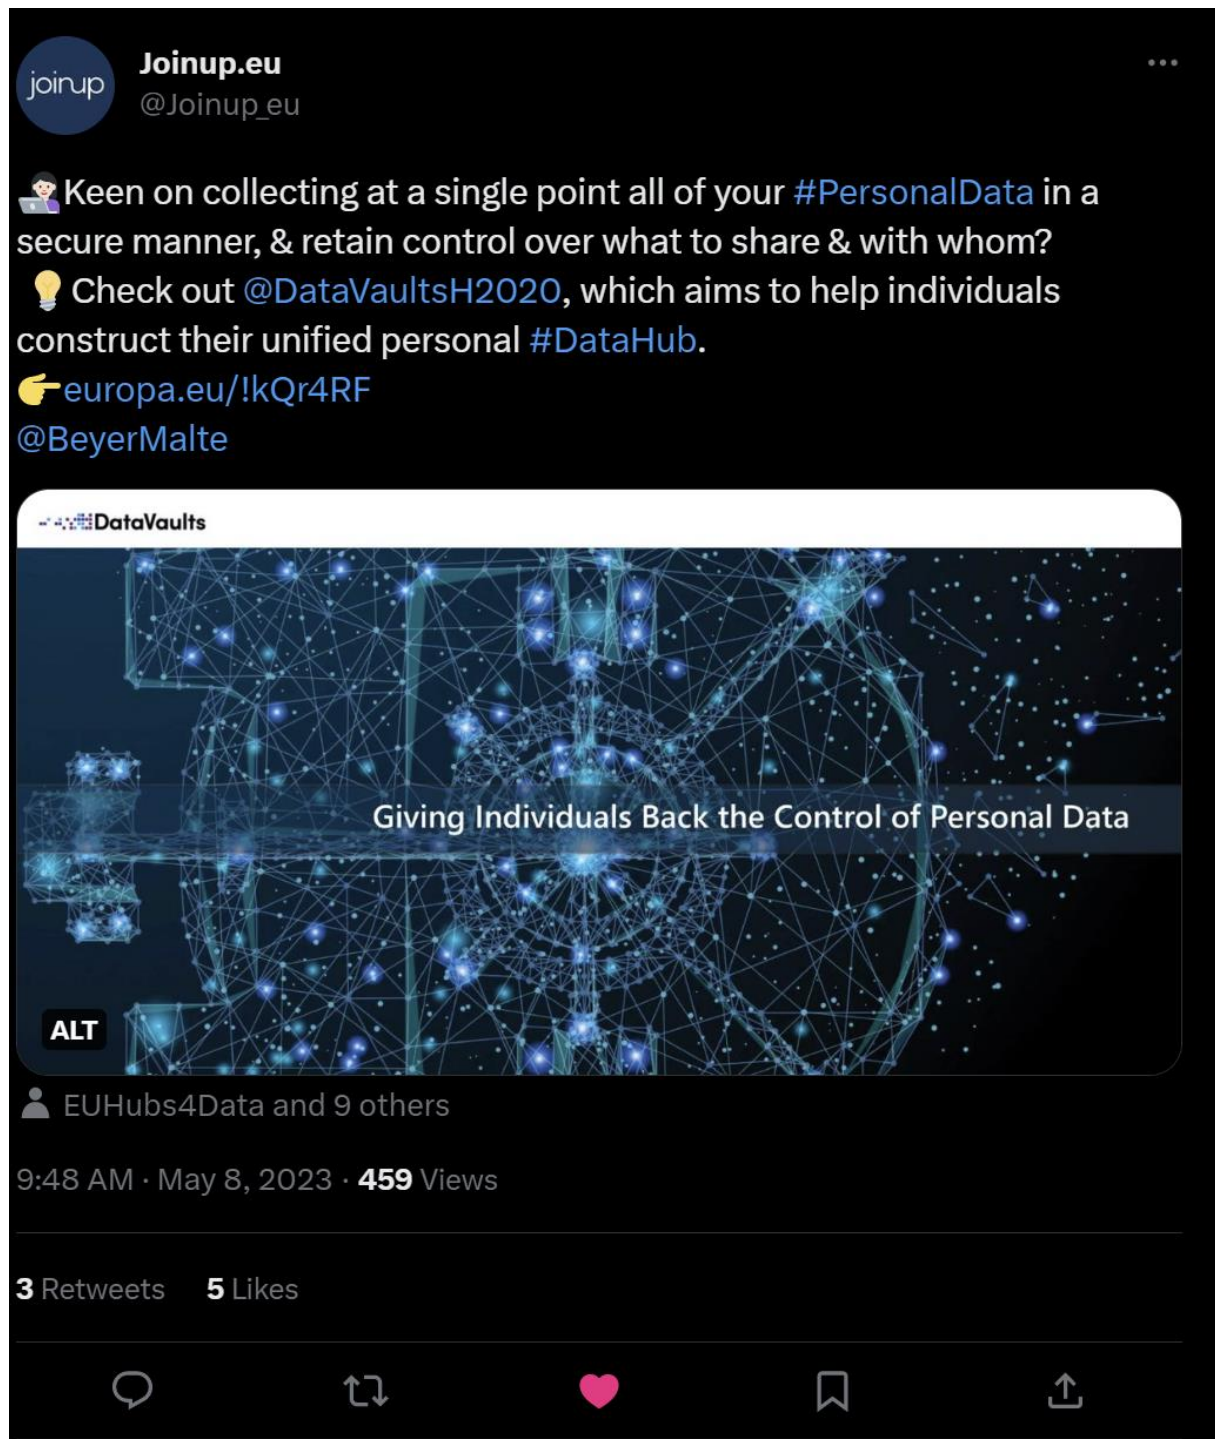 joinup
Joinup.eu
@Joinup_eu
Keen on collecting at a single point all of your #PersonalData in a
secure manner, & retain control over what to share & with whom?
Check out @DataVaultsH2020, which aims to help individuals
construct their unified personal #DataHub.
europa.eu/!kQr4RF
@BeyerMalte
DataVaults
Giving Individuals Back the Control of Personal Data
ALT
EUHubs4Data and 9 others
9:48 AM · May 8, 2023 · 459 Views
3 Retweets 5 Likes